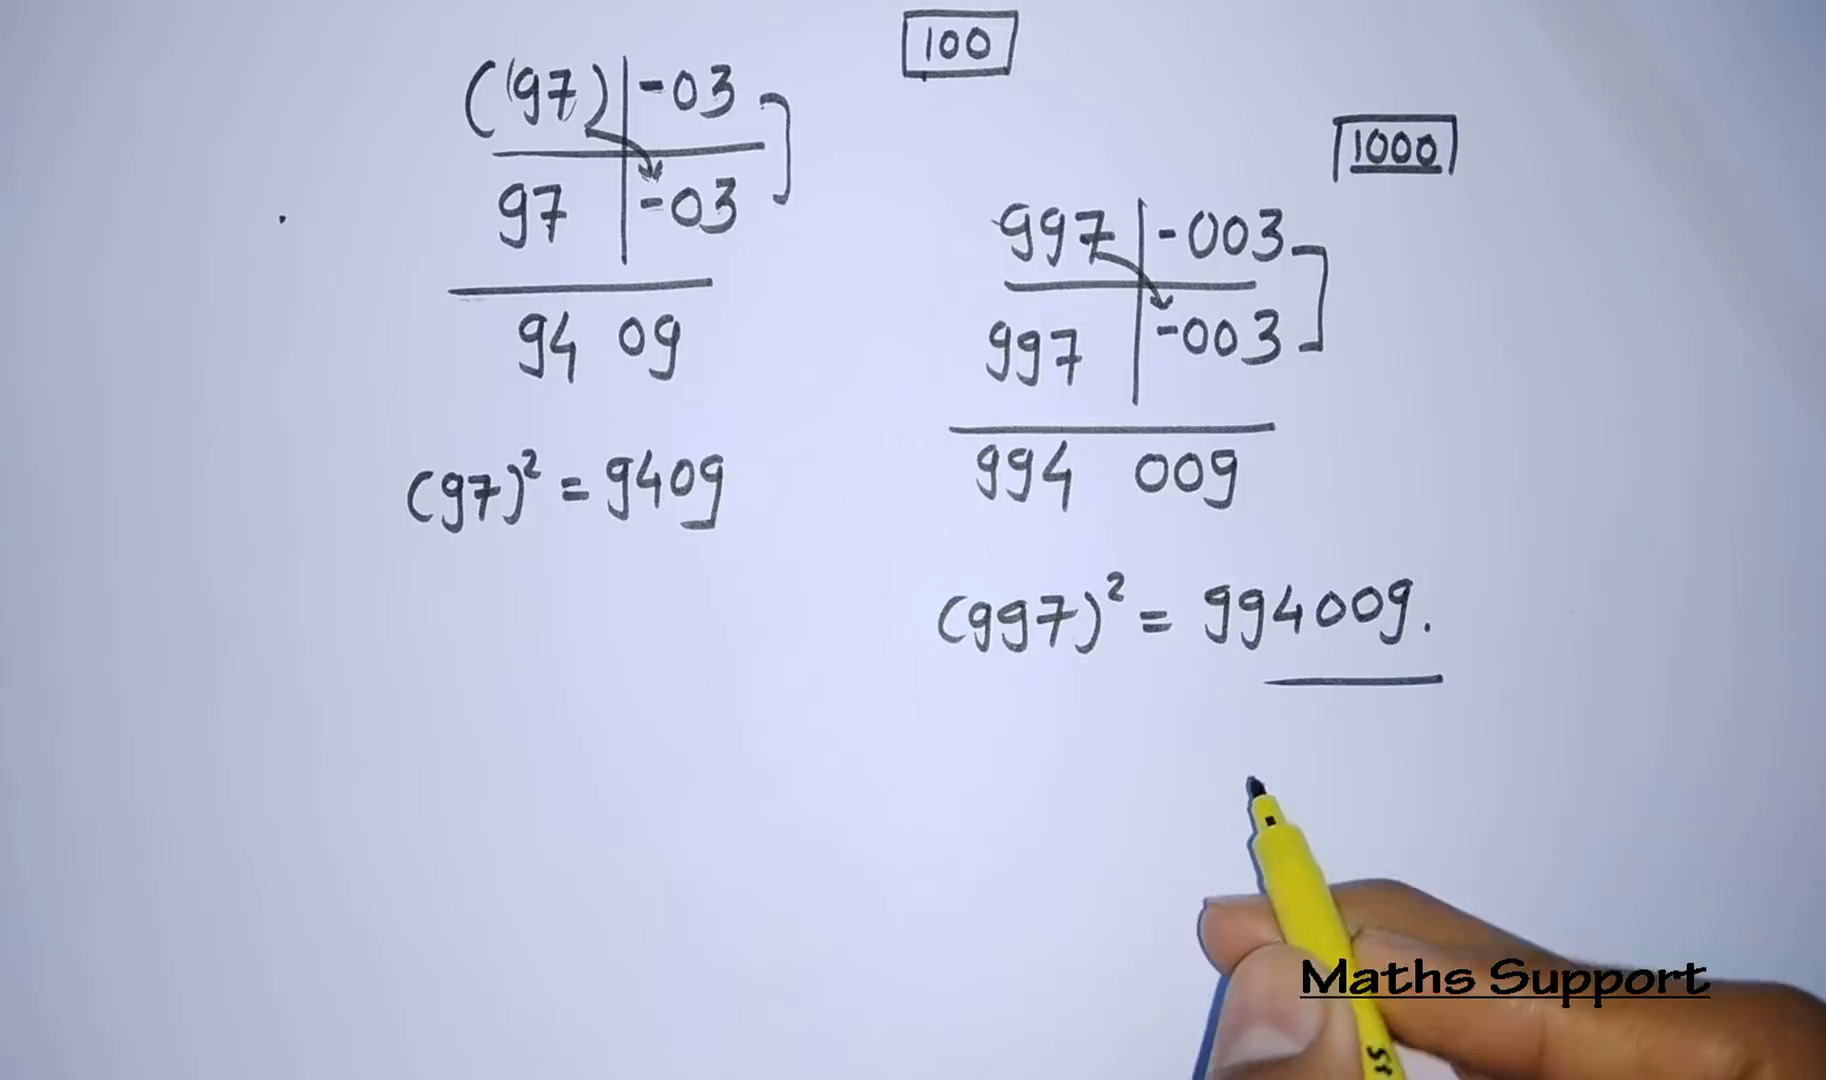 100
(97) | -03
97 | -03
94 09
(97)² = 9409
1000
997 | -003
997 | -003
994 009
(997)² = 994009.
Maths Support